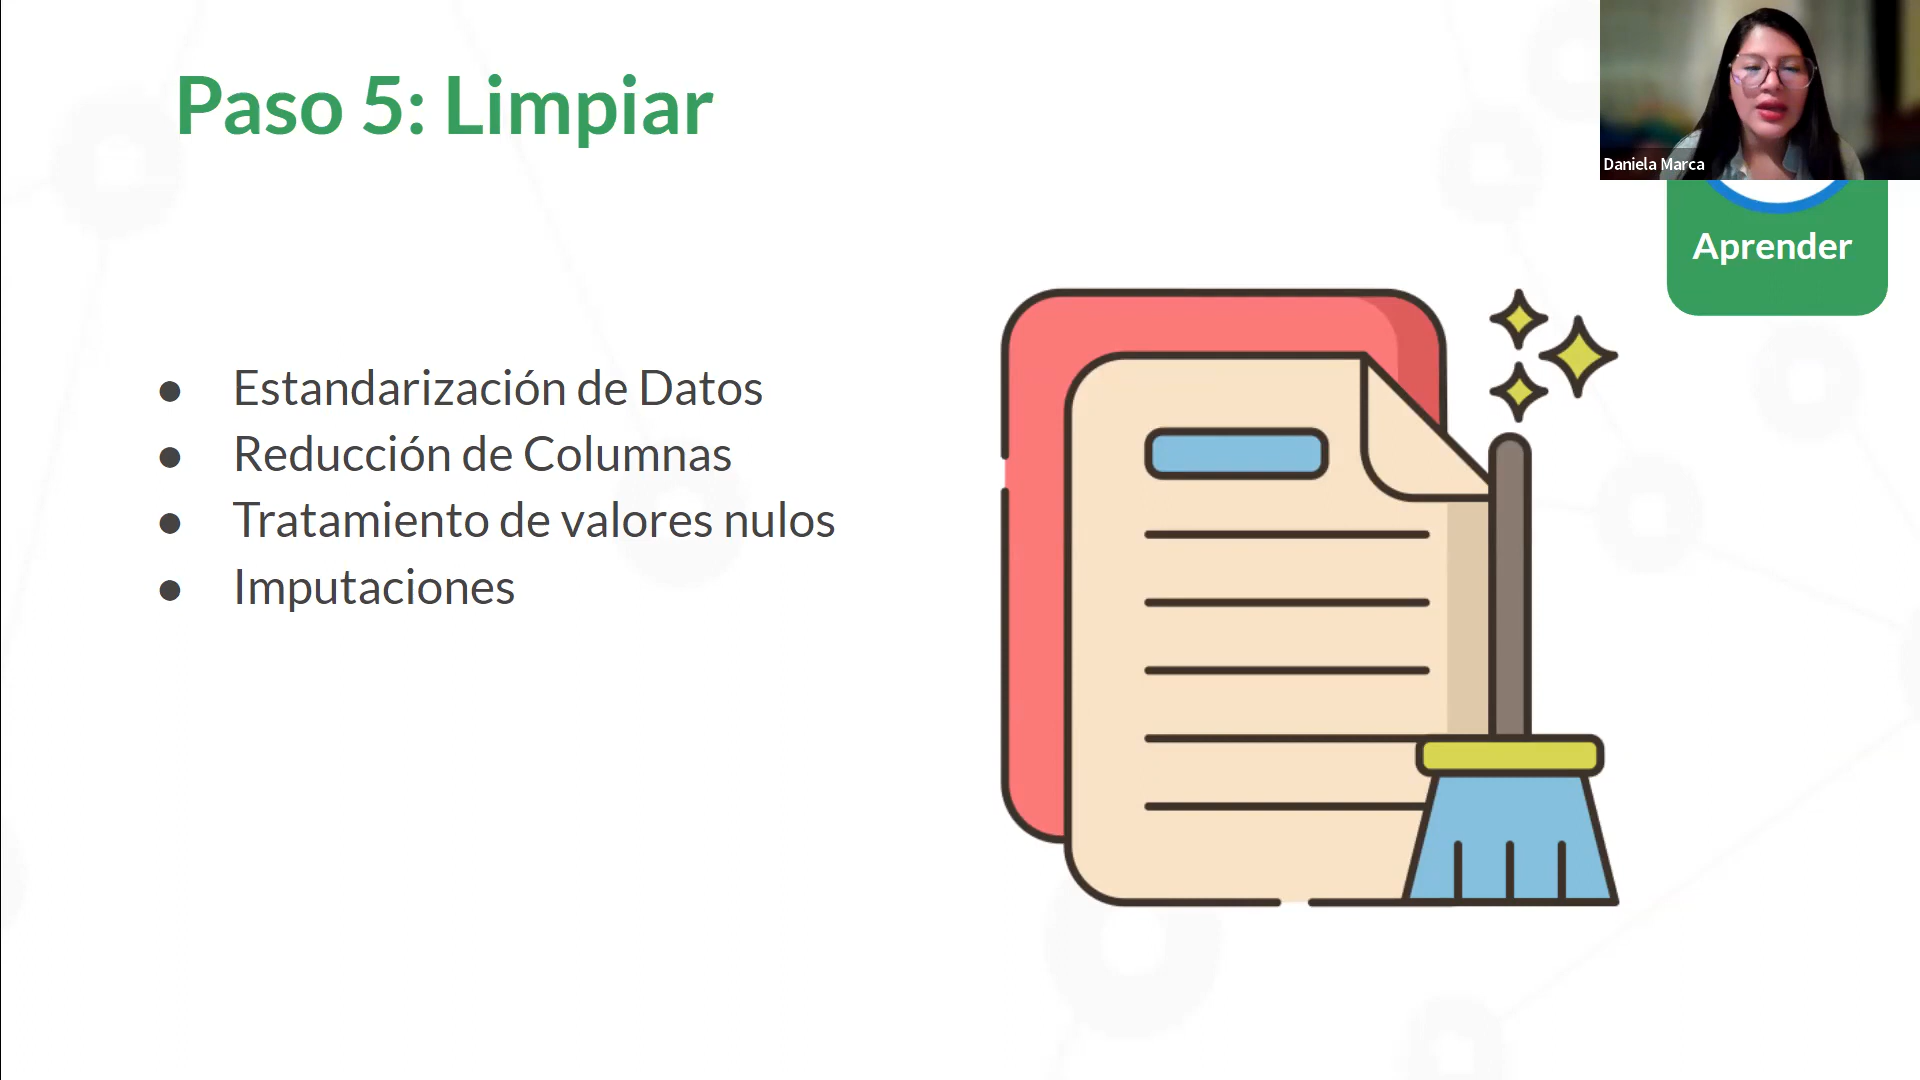 Paso 5: Limpiar
Daniela Marca
Aprender
● Estandarización de Datos
● Reducción de Columnas
● Tratamiento de valores nulos
● Imputaciones